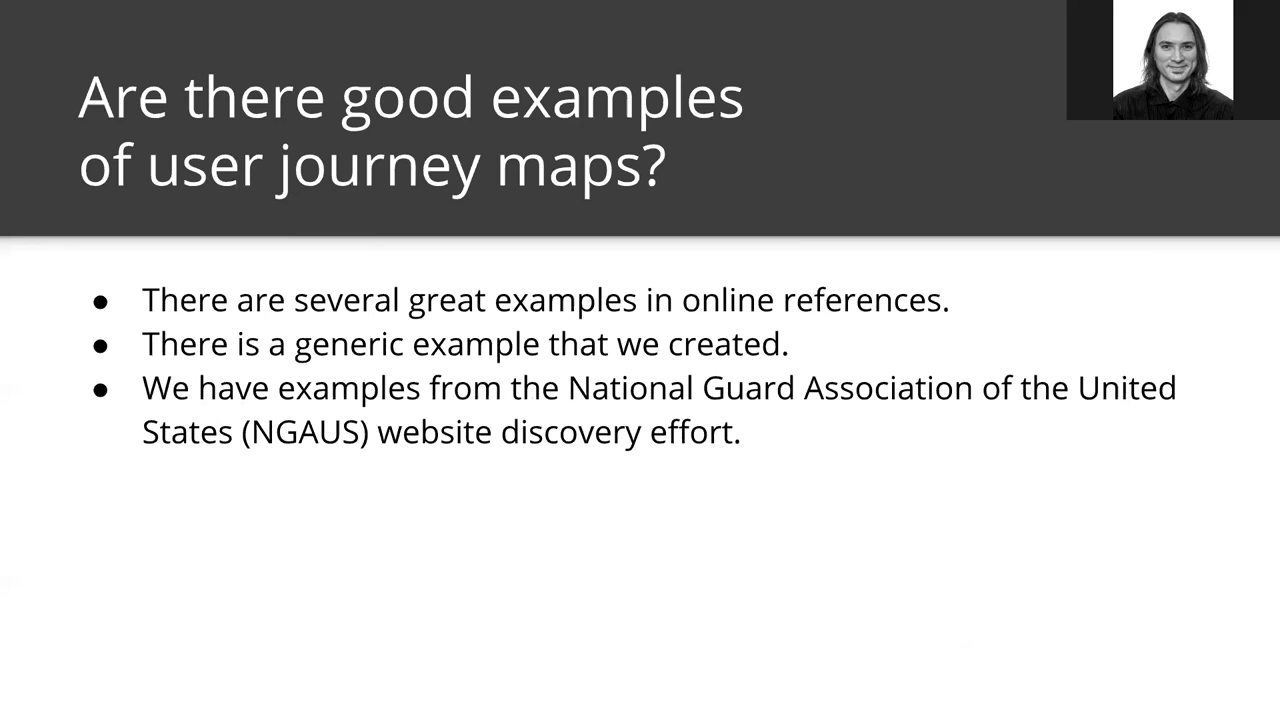 Are there good examples
of user journey maps?
● There are several great examples in online references.
● There is a generic example that we created.
● We have examples from the National Guard Association of the United
States (NGAUS) website discovery effort.